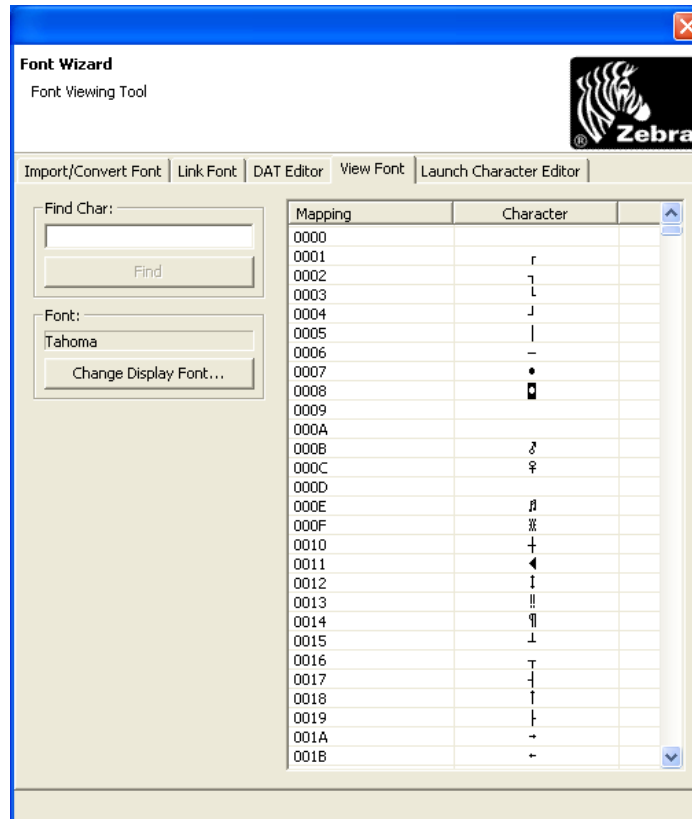 Font Wizard
Font Viewing Tool
® Zebra
Import/Convert Font Link Font DAT Editor View Font Launch Character Editor
Find Char:
Find
Font:
Tahoma
Change Display Font...
Mapping Character
0000
0001 ┌
0002 ┐
0003 └
0004 ┘
0005 │
0006 ─
0007 •
0008 ◘
0009
000A
000B ♂
000C ♀
000D
000E ♫
000F
0010 ┼
0011 ◄
0012 ↕
0013 ‼
0014 ¶
0015 ┴
0016 ┬
0017 ┤
0018 ↑
0019 ├
001A →
001B ←